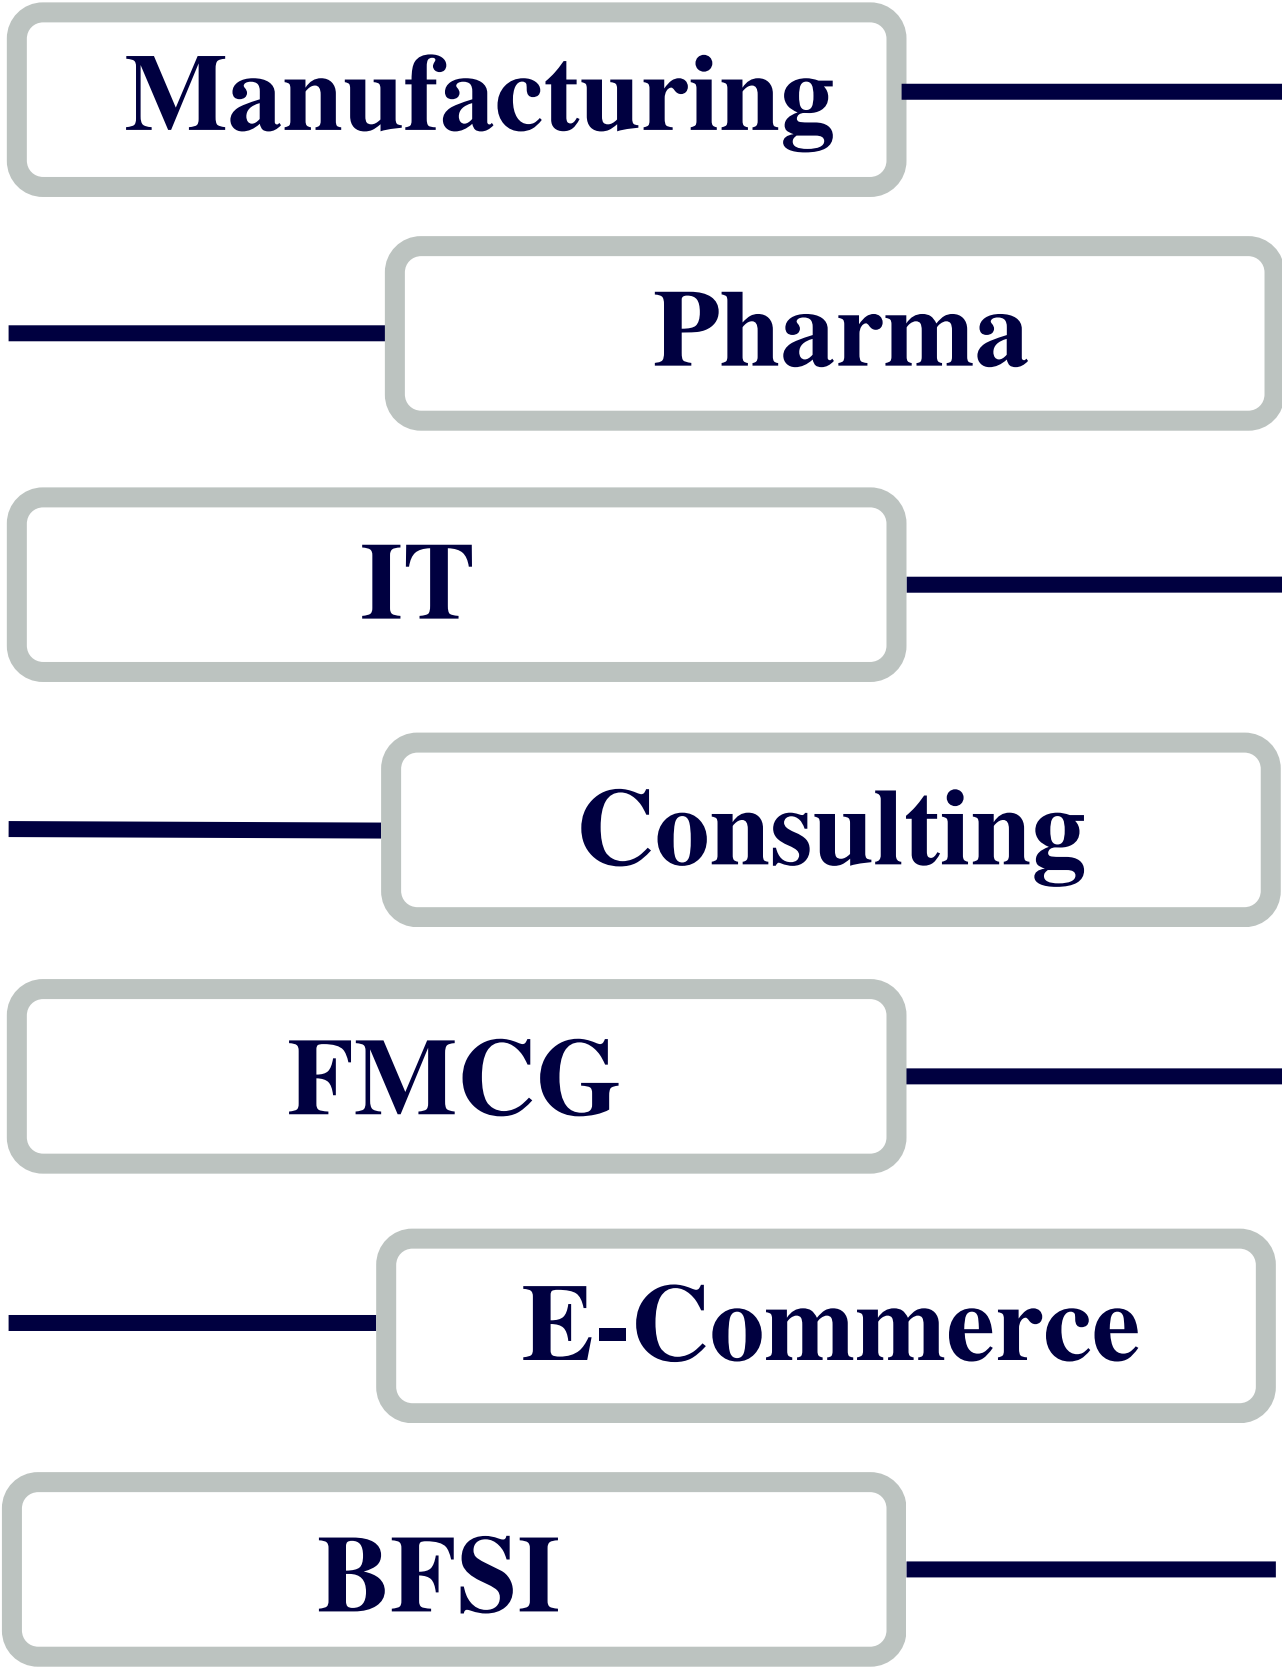 Manufacturing
Pharma
IT
Consulting
FMCG
E-Commerce
BFSI